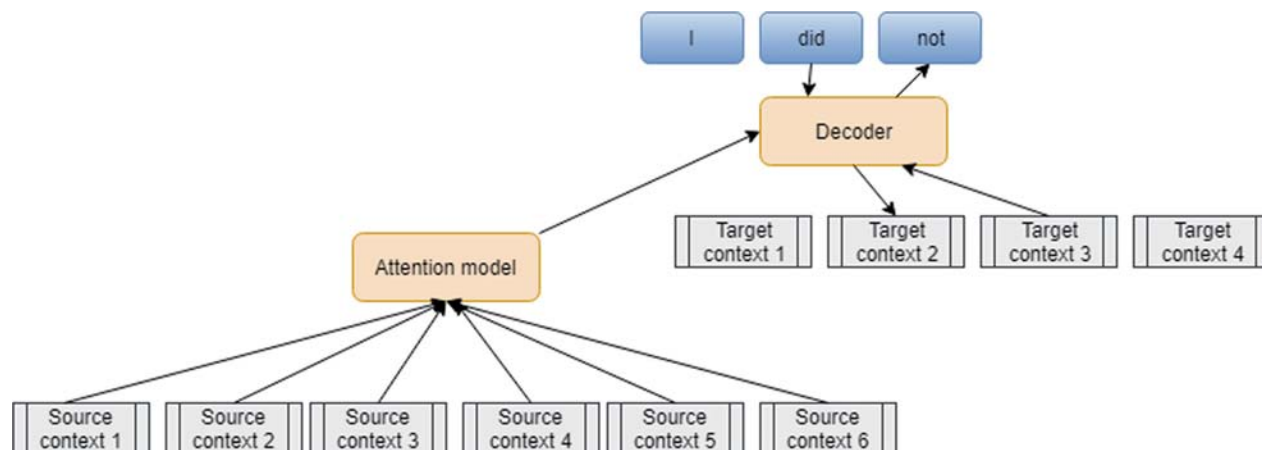 I
did
not
Decoder
Target
context 1
Target
context 2
Target
context 3
Target
context 4
Attention model
Source
context 1
Source
context 2
Source
context 3
Source
context 4
Source
context 5
Source
context 6